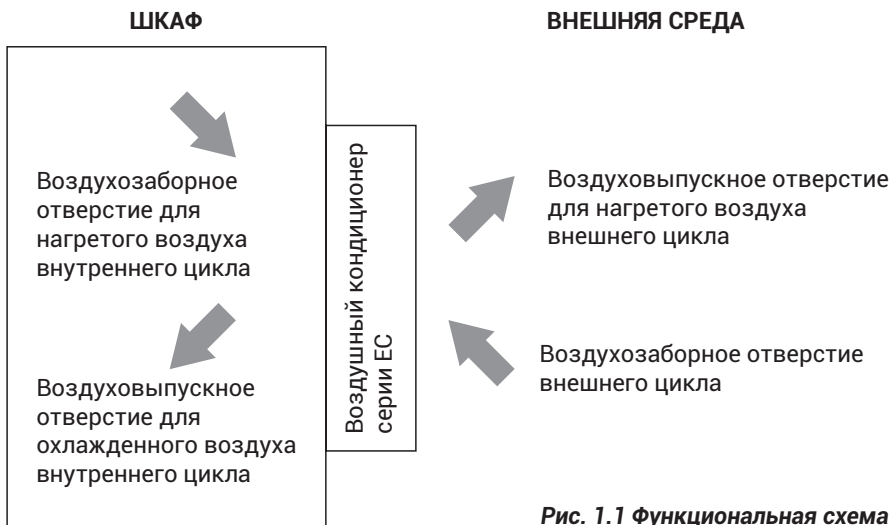 ШКАФ
ВНЕШНЯЯ СРЕДА
Воздухозаборное
отверстие для
нагретого воздуха
внутреннего цикла
Воздуховыпускное
отверстие для
охлажденного воздуха
внутреннего цикла
Воздушный кондиционер
серии ЕС
Воздуховыпускное отверстие
для нагретого воздуха
внешнего цикла
Воздухозаборное отверстие
внешнего цикла
Рис. 1.1 Функциональная схема